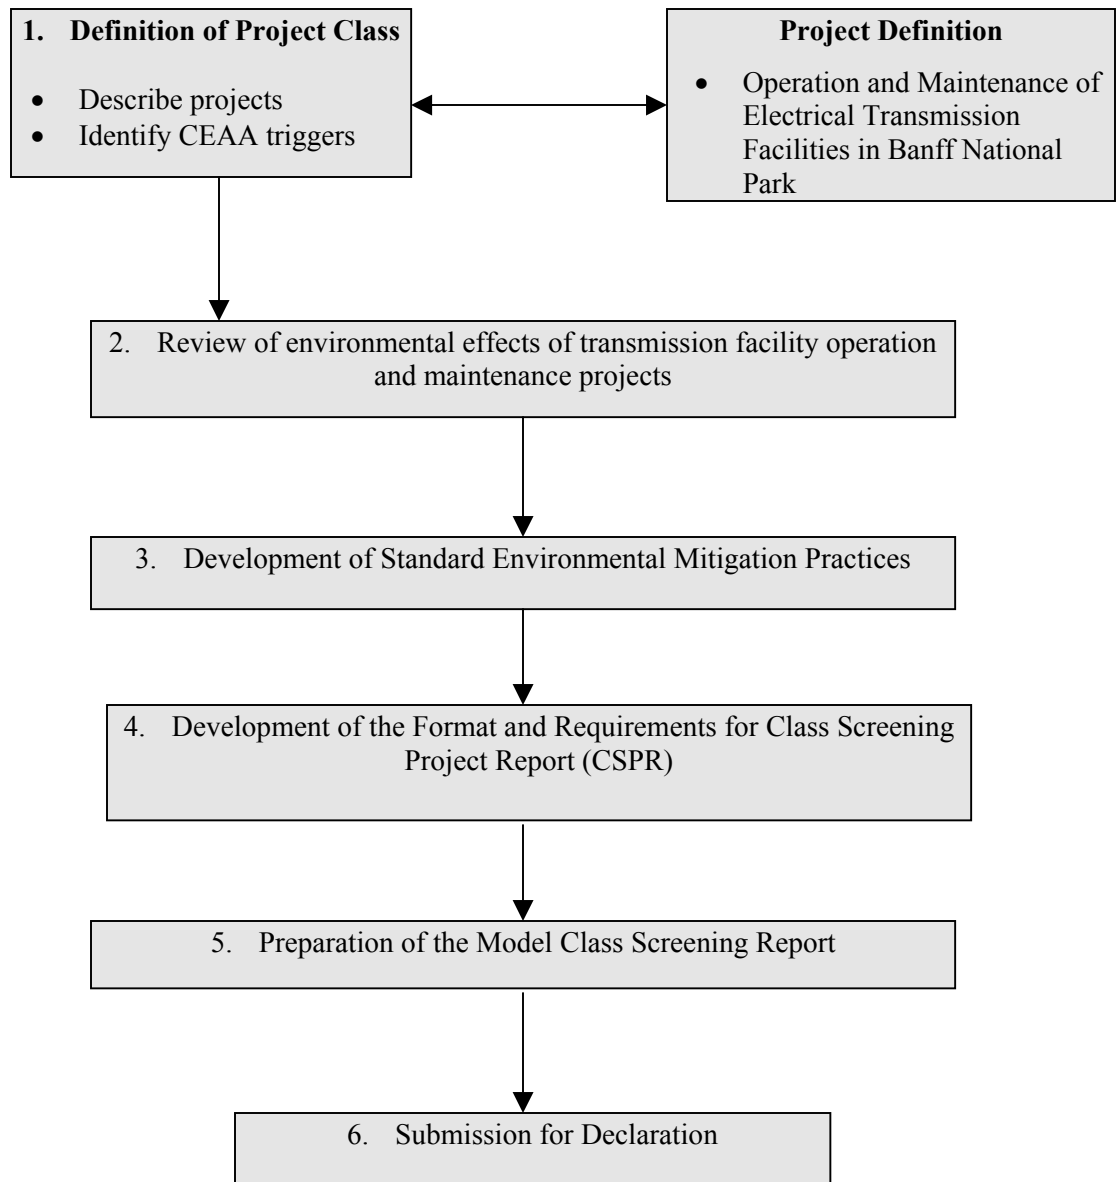 1. Definition of Project Class
• Describe projects
• Identify CEAA triggers
Project Definition
• Operation and Maintenance of
Electrical Transmission
Facilities in Banff National
Park
2. Review of environmental effects of transmission facility operation
and maintenance projects
3. Development of Standard Environmental Mitigation Practices
4. Development of the Format and Requirements for Class Screening
Project Report (CSPR)
5. Preparation of the Model Class Screening Report
6. Submission for Declaration